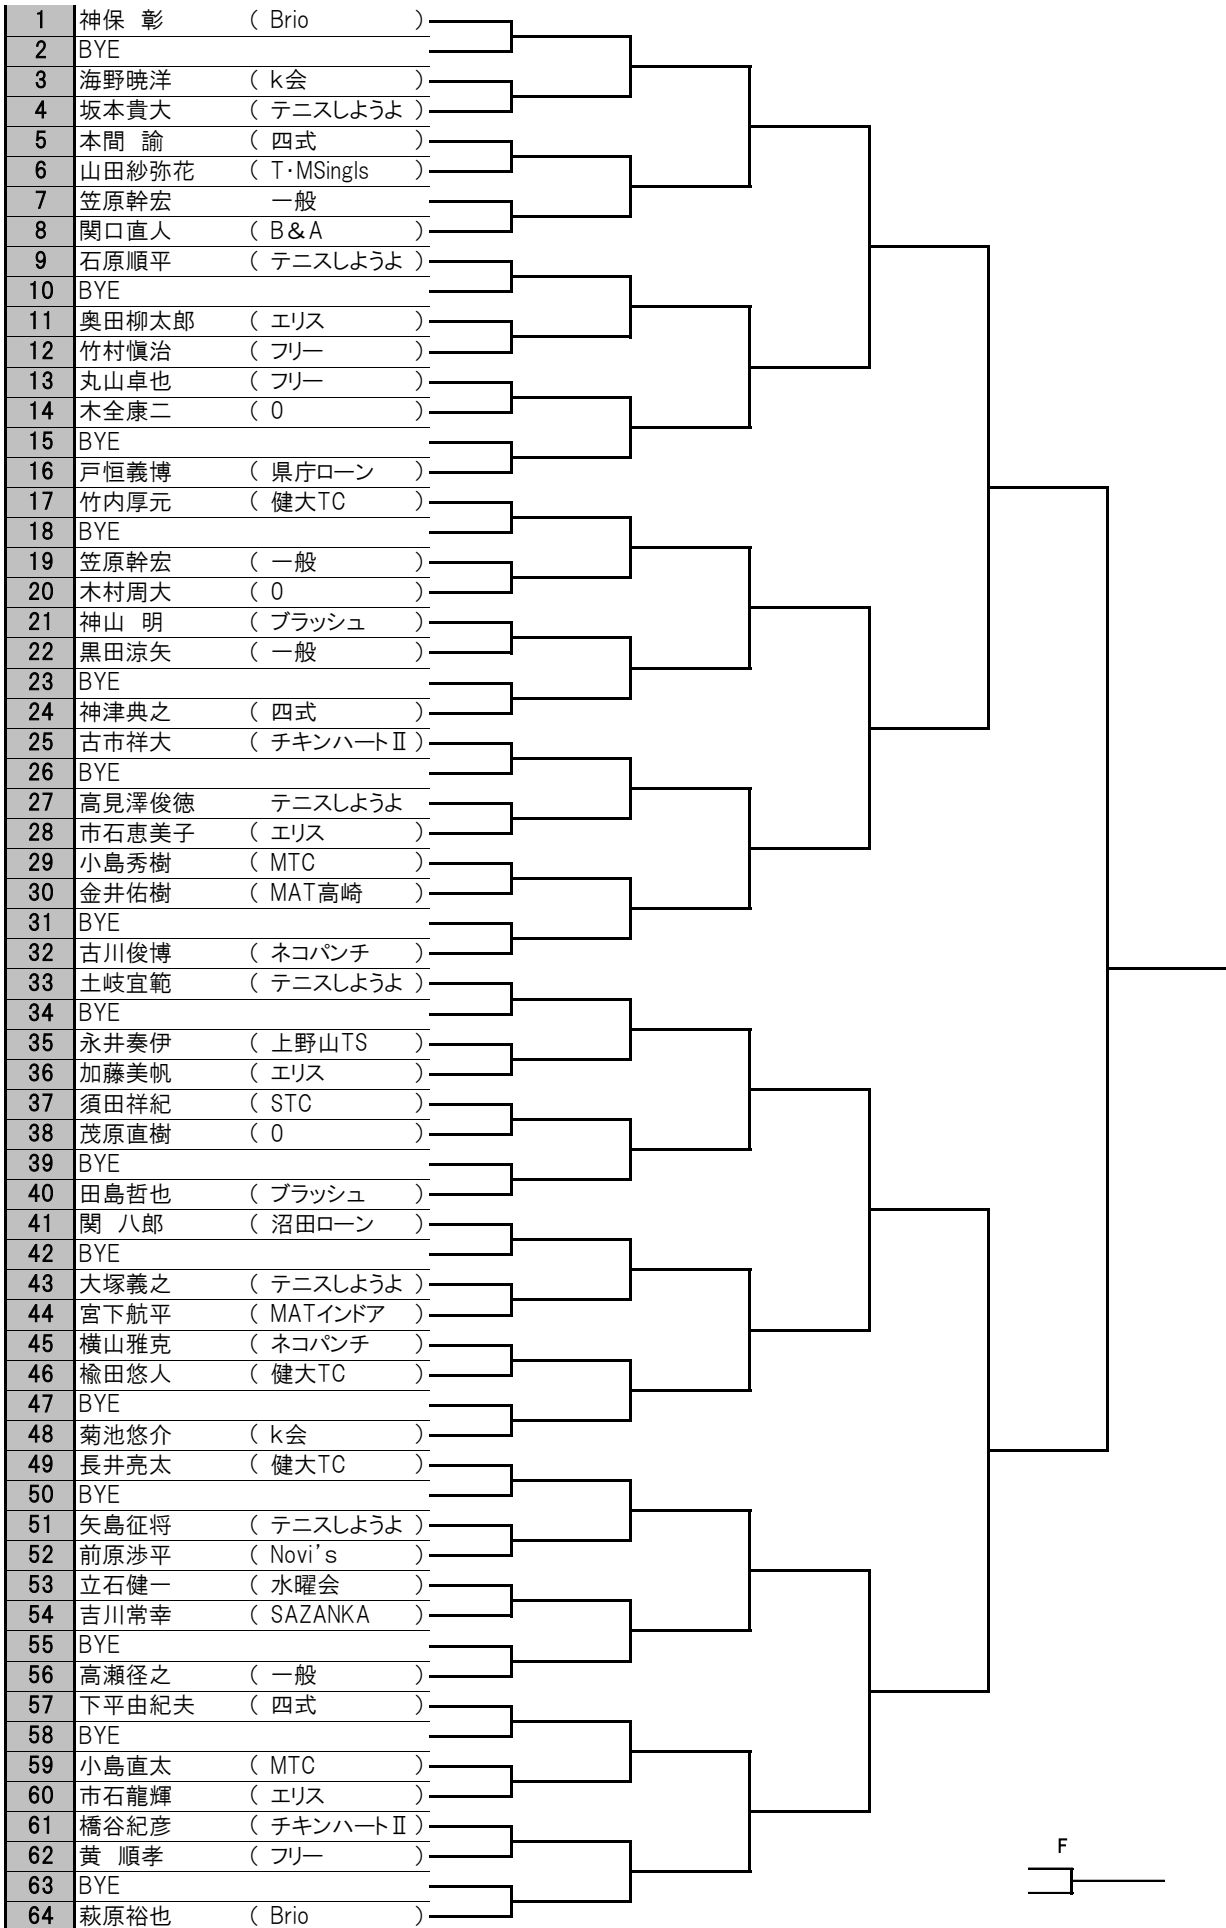 1 神保 彰 ( Brio )
2 BYE
3 海野暁洋 ( k会 )
4 坂本貴大 ( テニスしようよ )
5 本間 諭 ( 四式 )
6 山田紗弥花 ( T・MSingls )
7 笠原幹宏 一般
8 関口直人 ( B＆A )
9 石原順平 ( テニスしようよ )
10 BYE
11 奥田柳太郎 ( エリス )
12 竹村愼治 ( フリー )
13 丸山卓也 ( フリー )
14 木全康二 ( 0 )
15 BYE
16 戸恒義博 ( 県庁ローン )
17 竹内厚元 ( 健大TC )
18 BYE
19 笠原幹宏 ( 一般 )
20 木村周大 ( 0 )
21 神山 明 ( ブラッシュ )
22 黒田涼矢 ( 一般 )
23 BYE
24 神津典之 ( 四式 )
25 古市祥大 ( チキンハートⅡ )
26 BYE
27 高見澤俊徳 テニスしようよ
28 市石恵美子 ( エリス )
29 小島秀樹 ( MTC )
30 金井佑樹 ( MAT高崎 )
31 BYE
32 古川俊博 ( ネコパンチ )
33 土岐宜範 ( テニスしようよ )
34 BYE
35 永井奏伊 ( 上野山TS )
36 加藤美帆 ( エリス )
37 須田祥紀 ( STC )
38 茂原直樹 ( 0 )
39 BYE
40 田島哲也 ( ブラッシュ )
41 関 八郎 ( 沼田ローン )
42 BYE
43 大塚義之 ( テニスしようよ )
44 宮下航平 ( MATインドア )
45 横山雅克 ( ネコパンチ )
46 楡田悠人 ( 健大TC )
47 BYE
48 菊池悠介 ( k会 )
49 長井亮太 ( 健大TC )
50 BYE
51 矢島征将 ( テニスしようよ )
52 前原渉平 ( Novi’s )
53 立石健一 ( 水曜会 )
54 吉川常幸 ( SAZANKA )
55 BYE
56 高瀬径之 ( 一般 )
57 下平由紀夫 ( 四式 )
58 BYE
59 小島直太 ( MTC )
60 市石龍輝 ( エリス )
61 橋谷紀彦 ( チキンハートⅡ )
62 黄 順孝 ( フリー )
63 BYE
64 萩原裕也 ( Brio )
F